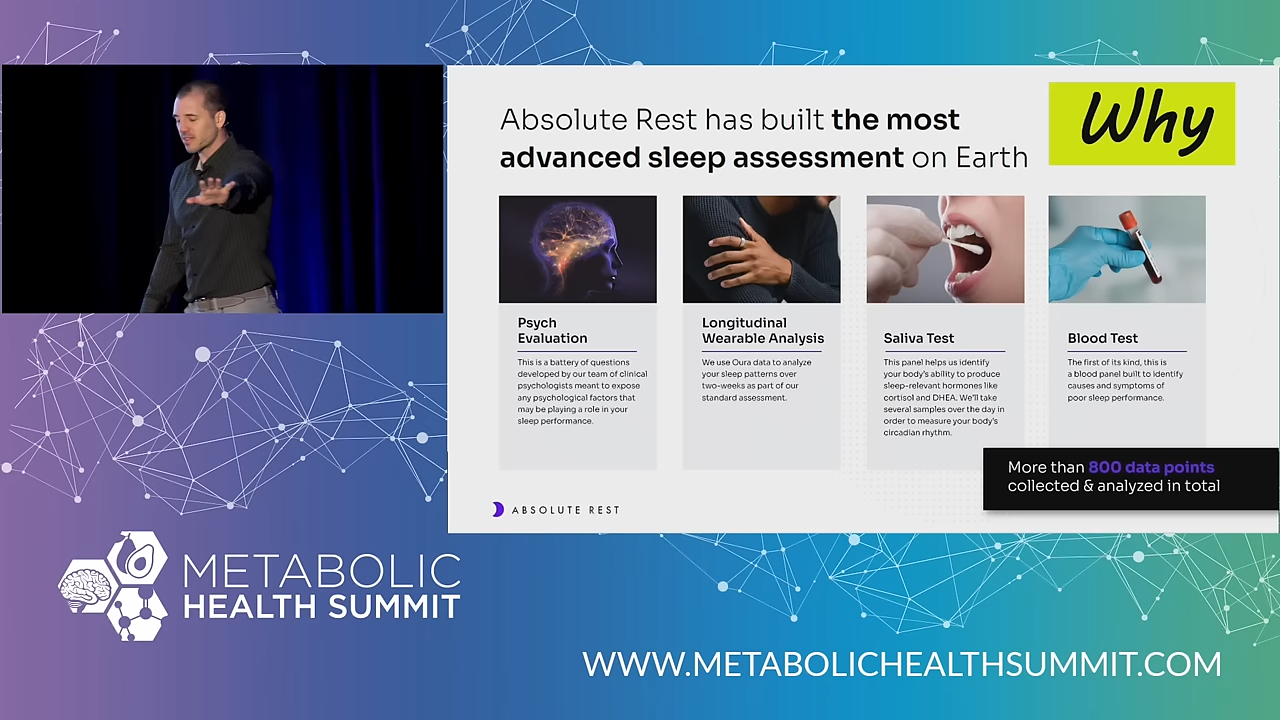 Absolute Rest has built the most
advanced sleep assessment on Earth
Why
Psych
Evaluation
This is a battery of questions
developed by our team of clinical
psychologists meant to expose
any psychological factors that
may be playing a role in your
sleep performance.
Longitudinal
Wearable Analysis
We use Oura data to analyze
your sleep patterns over
two-weeks as part of our
standard assessment.
Saliva Test
This panel helps us identify
your body's ability to produce
sleep-relevant hormones like
cortisol and DHEA. We'll take
several samples over the day in
order to measure your body's
circadian rhythm.
Blood Test
The first of its kind, this is
a blood panel built to identify
causes and symptoms of
poor sleep performance.
More than 800 data points
collected & analyzed in total
ABSOLUTE REST
METABOLIC
HEALTH SUMMIT
WWW.METABOLICHEALTHSUMMIT.COM